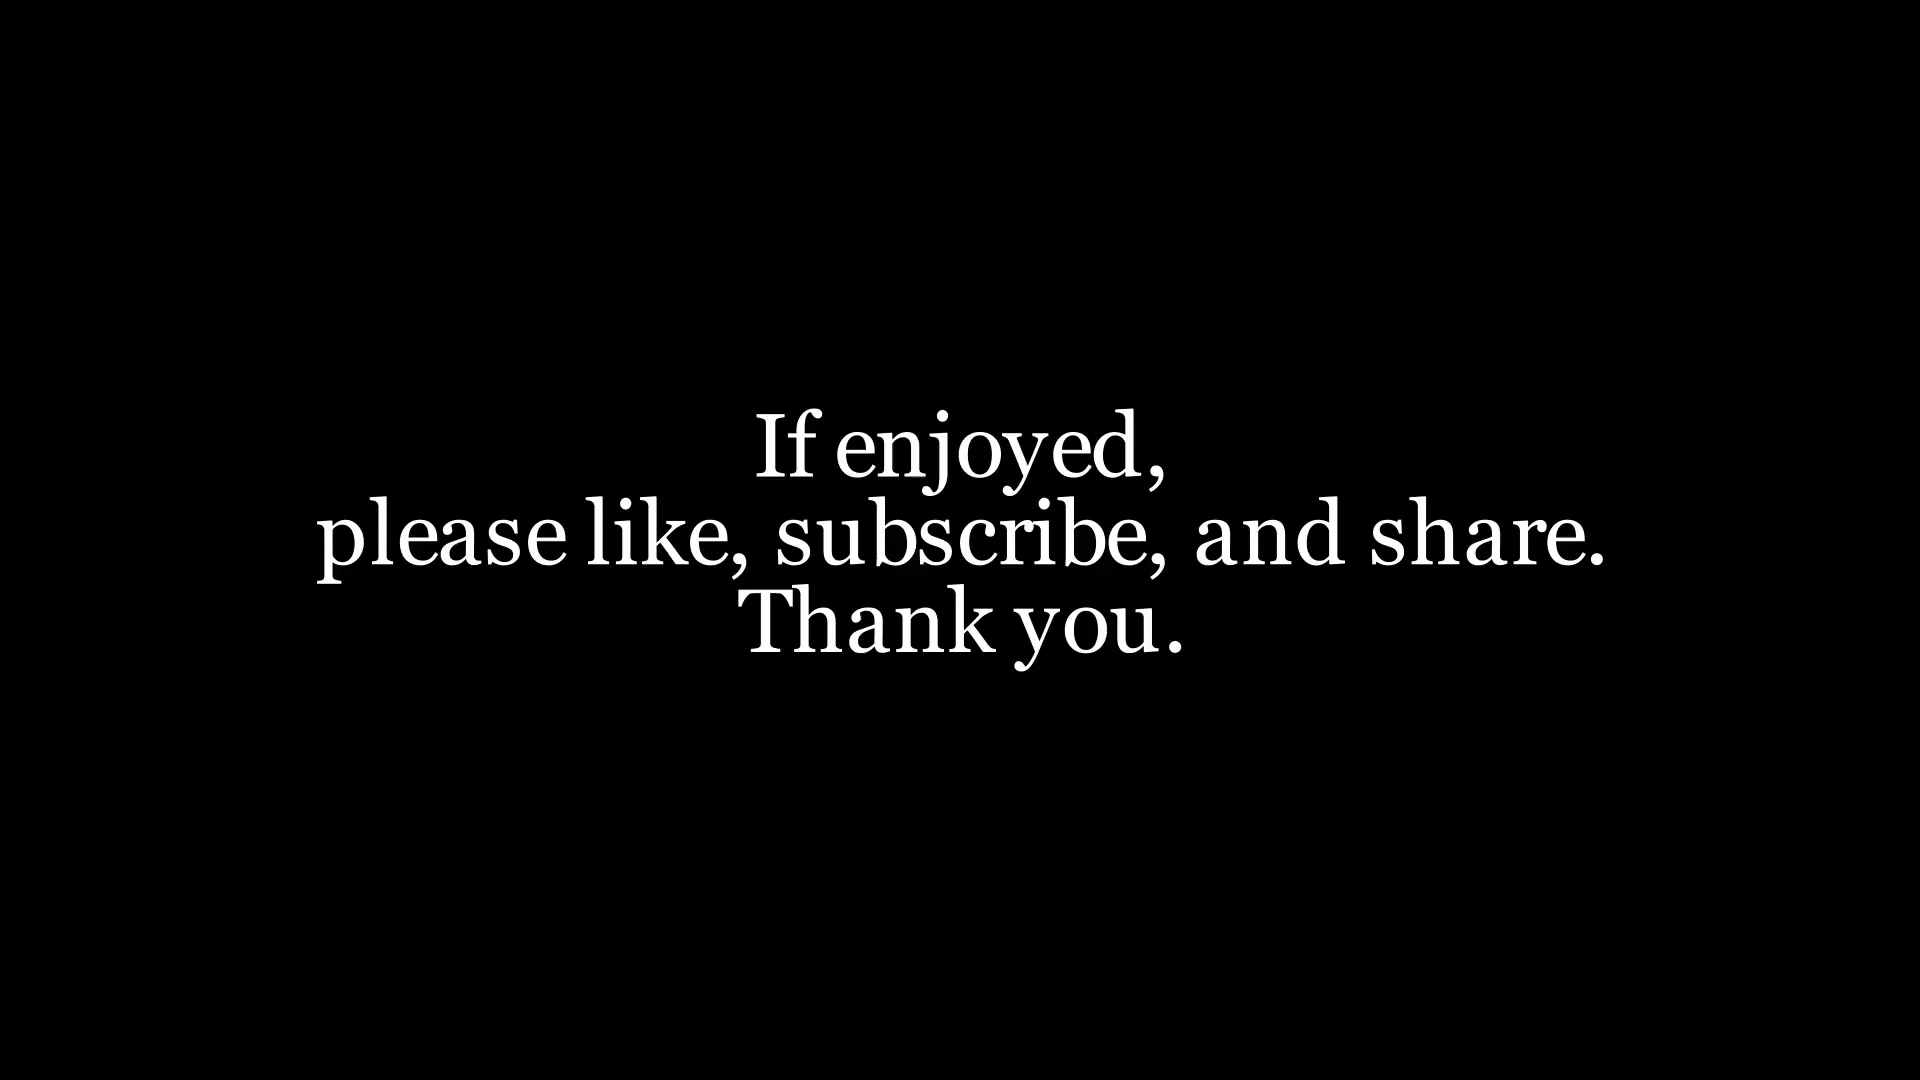 If enjoyed,
please like, subscribe, and share.
Thank you.